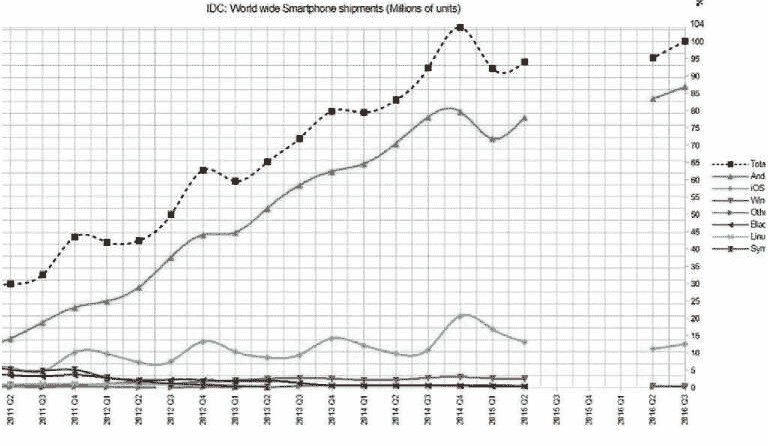 IDC: World wide Smartphone shipments (Millions of units)
%
104
100
95
90
85
80
75
70
65
60
55
50
45
40
35
30
25
20
15
10
5
0
Tota
And
iOS
Win
Othe
Blac
Linu
Sym
2011 Q2
2011 Q3
2011 Q4
2012 Q1
2012 Q2
2012 Q3
2012 Q4
2013 Q1
2013 Q2
2013 Q3
2013 Q4
2014 Q1
2014 Q2
2014 Q3
2014 Q4
2015 Q1
2015 Q2
2015 Q3
2015 Q4
2016 Q1
2016 Q2
2016 Q3